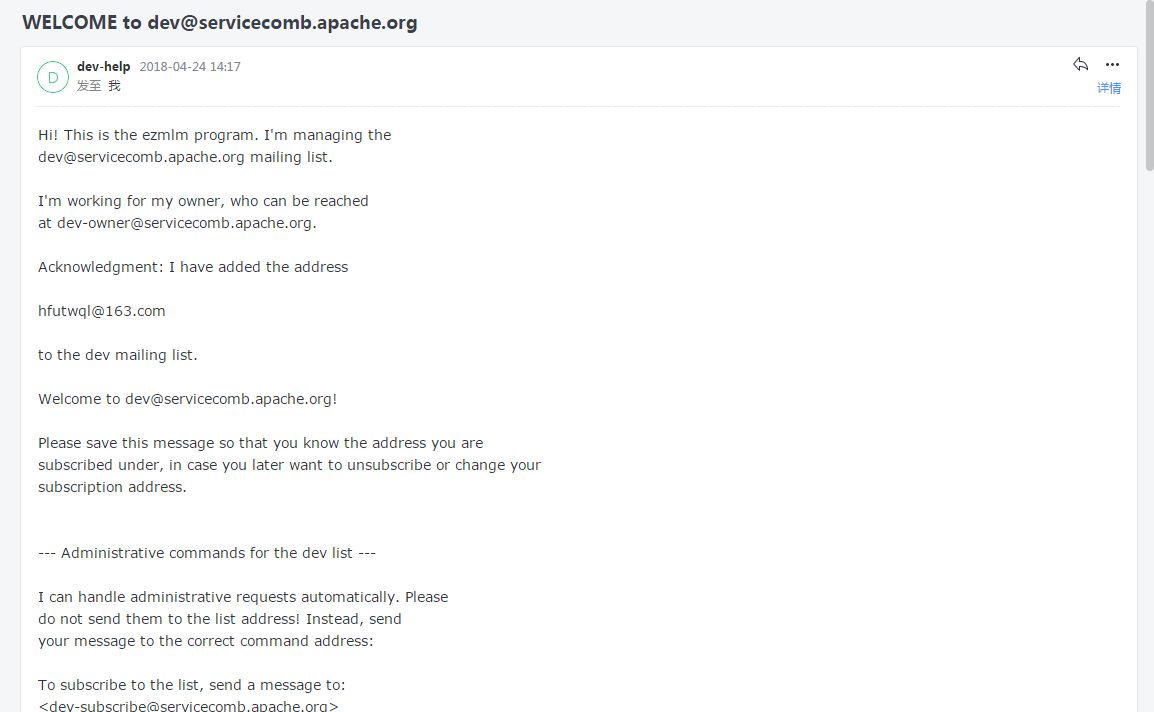 WELCOME to dev@servicecomb.apache.org
D
dev-help 2018-04-24 14:17
发至 我
详情
Hi! This is the ezmlm program. I'm managing the
dev@servicecomb.apache.org mailing list.
I'm working for my owner, who can be reached
at dev-owner@servicecomb.apache.org.
Acknowledgment: I have added the address
hfutwql@163.com
to the dev mailing list.
Welcome to dev@servicecomb.apache.org!
Please save this message so that you know the address you are
subscribed under, in case you later want to unsubscribe or change your
subscription address.
--- Administrative commands for the dev list ---
I can handle administrative requests automatically. Please
do not send them to the list address! Instead, send
your message to the correct command address:
To subscribe to the list, send a message to:
<dev-subscribe@servicecomb.apache.org>